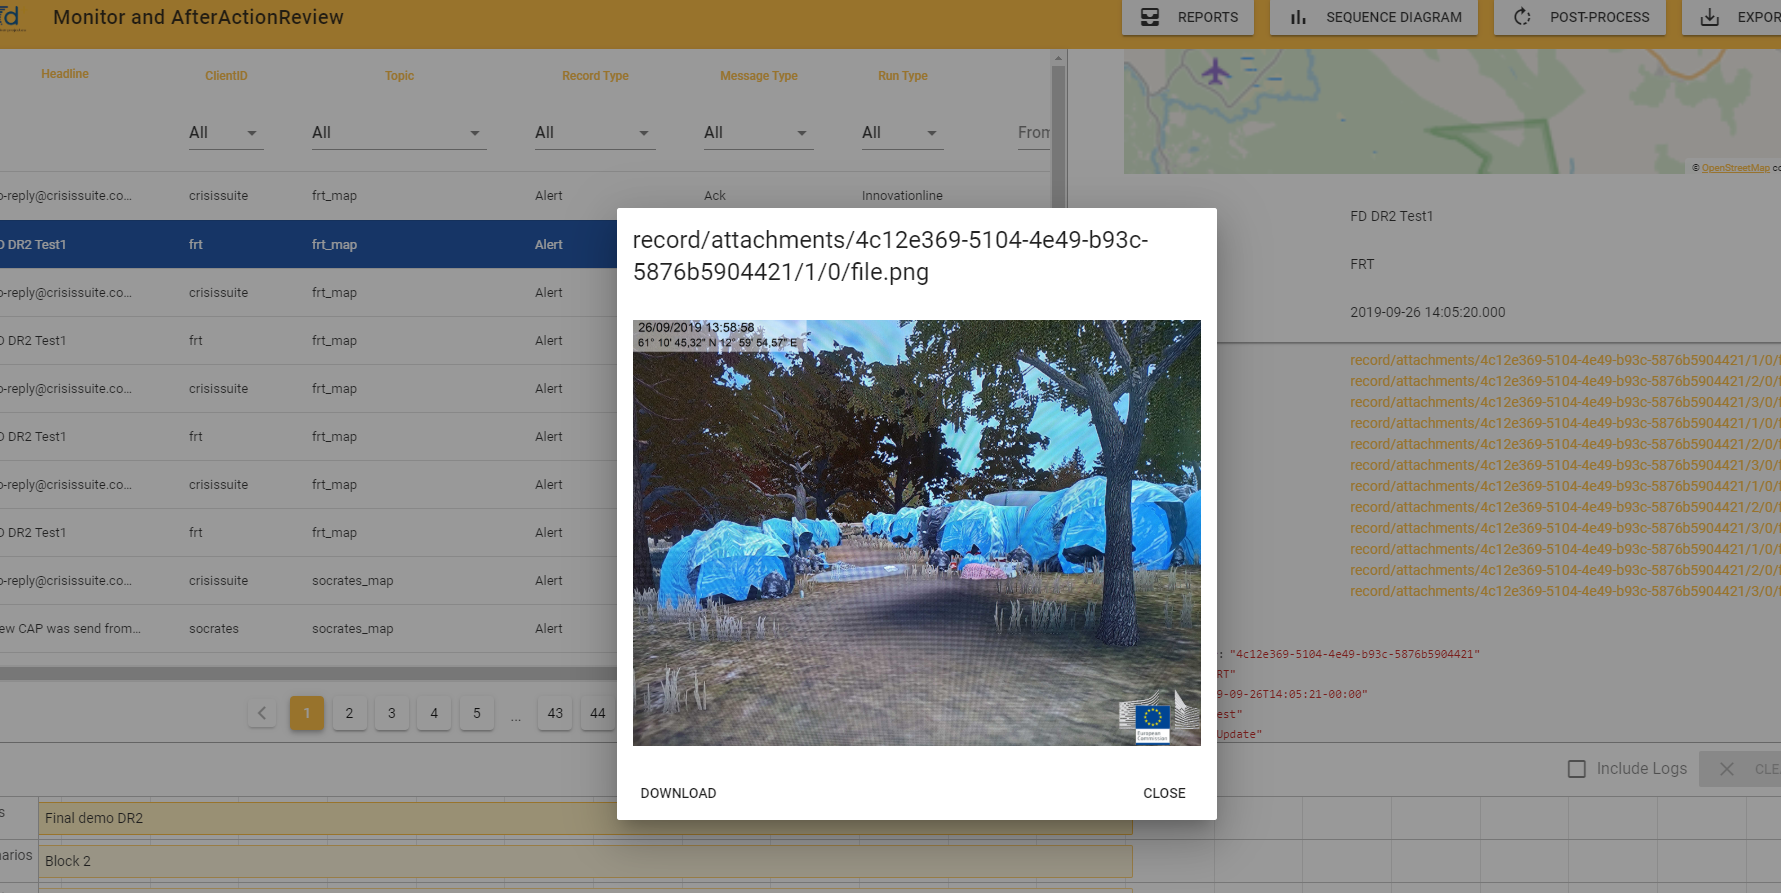 Monitor and AfterActionReview
REPORTS
SEQUENCE DIAGRAM
POST-PROCESS
Headline
ClientID
Topic
Record Type
Message Type
Run Type
All
All
All
All
All
From
© OpenStreetMap
o-reply@crisissuite.co...
crisissuite
frt_map
Alert
Ack
Innovationline
D DR2 Test1
frt
frt_map
Alert
o-reply@crisissuite.co...
crisissuite
frt_map
Alert
D DR2 Test1
frt
frt_map
Alert
o-reply@crisissuite.co...
crisissuite
frt_map
Alert
D DR2 Test1
frt
frt_map
Alert
o-reply@crisissuite.co...
crisissuite
frt_map
Alert
D DR2 Test1
frt
frt_map
Alert
o-reply@crisissuite.co...
crisissuite
socrates_map
Alert
ew CAP was send from...
socrates
socrates_map
Alert
1
2
3
4
5
...
43
44
record/attachments/4c12e369-5104-4e49-b93c-
5876b5904421/1/0/file.png
26/09/2019 13:58:58
61° 10' 45,32" N 12° 59' 54,57" E
European
Commission
DOWNLOAD
CLOSE
FD DR2 Test1
FRT
2019-09-26 14:05:20.000
record/attachments/4c12e369-5104-4e49-b93c-5876b5904421/1/0/f
record/attachments/4c12e369-5104-4e49-b93c-5876b5904421/2/0/f
record/attachments/4c12e369-5104-4e49-b93c-5876b5904421/3/0/f
record/attachments/4c12e369-5104-4e49-b93c-5876b5904421/1/0/f
record/attachments/4c12e369-5104-4e49-b93c-5876b5904421/2/0/f
record/attachments/4c12e369-5104-4e49-b93c-5876b5904421/3/0/f
record/attachments/4c12e369-5104-4e49-b93c-5876b5904421/1/0/f
record/attachments/4c12e369-5104-4e49-b93c-5876b5904421/2/0/f
record/attachments/4c12e369-5104-4e49-b93c-5876b5904421/3/0/f
record/attachments/4c12e369-5104-4e49-b93c-5876b5904421/1/0/f
record/attachments/4c12e369-5104-4e49-b93c-5876b5904421/2/0/f
record/attachments/4c12e369-5104-4e49-b93c-5876b5904421/3/0/f
: "4c12e369-5104-4e49-b93c-5876b5904421"
RT"
9-09-26T14:05:21-00:00"
est"
Update"
Include Logs
Final demo DR2
arios
Block 2